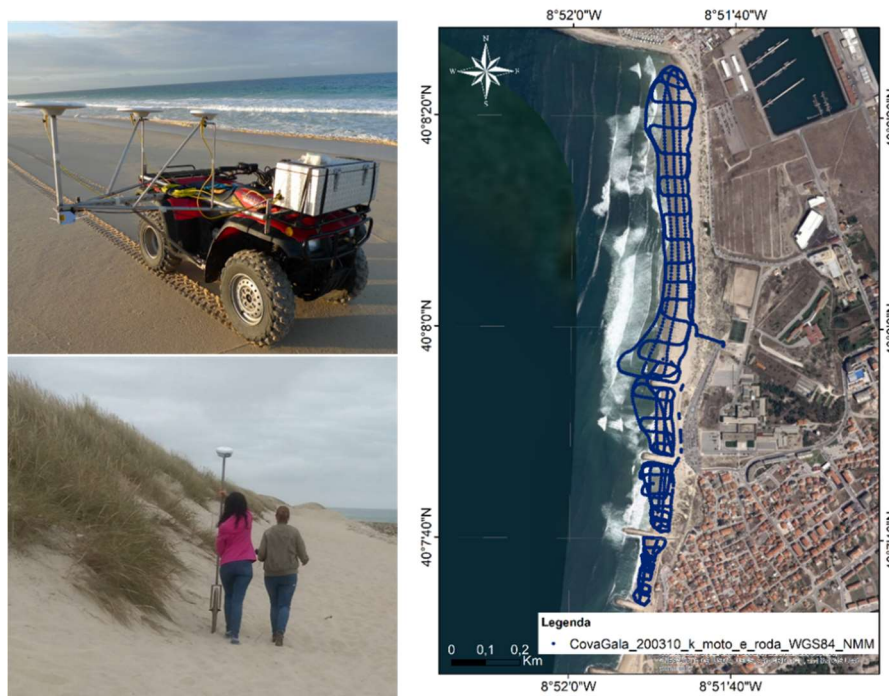 8°52'0"W 8°51'40"W
N
W E
S
40°8'20"N
40°8'0"N
40°7'40"N
Legenda
CovaGala_200310_k_moto_e_roda_WGS84_NMM
0 0,1 0,2
Km
8°52'0"W 8°51'40"W